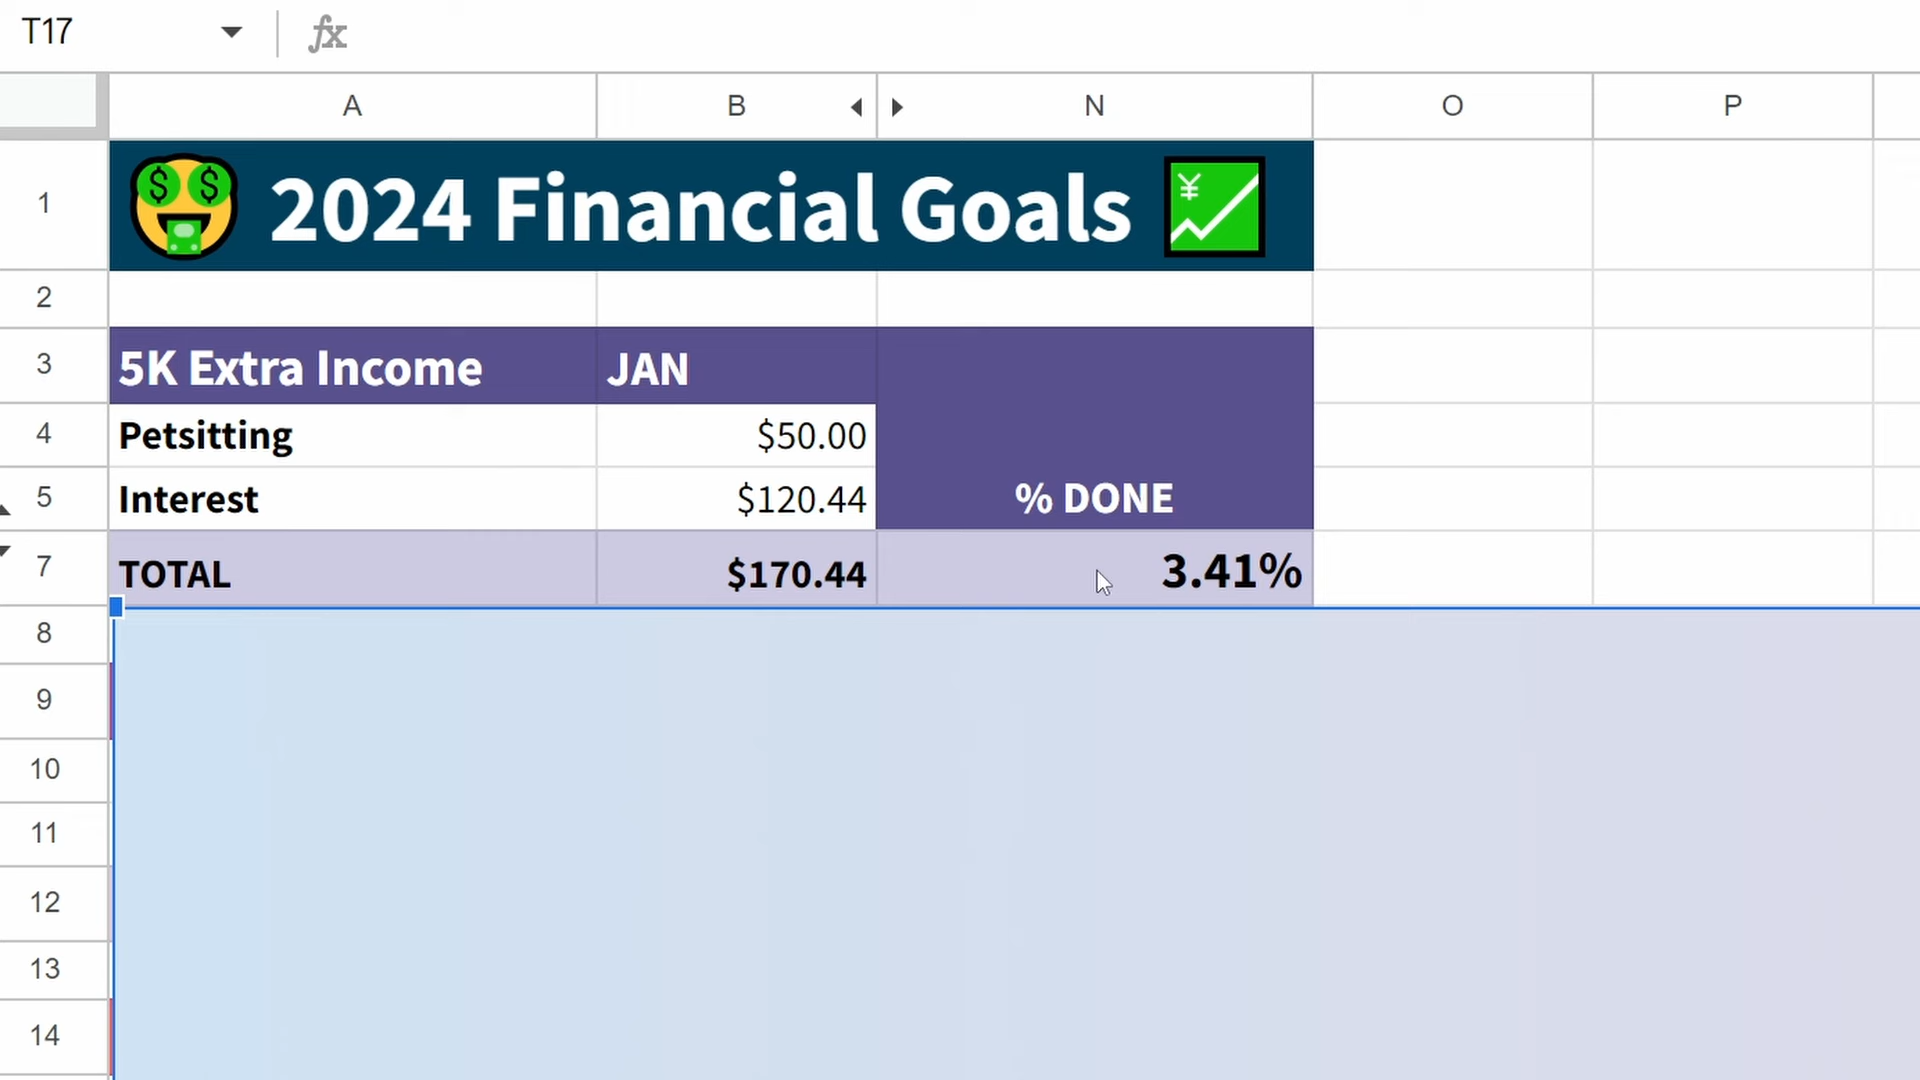 T17
fx
A B N O P
1 2024 Financial Goals
2
3 5K Extra Income JAN
4 Petsitting $50.00
5 Interest $120.44 % DONE
7 TOTAL $170.44 3.41%
8
9
10
11
12
13
14